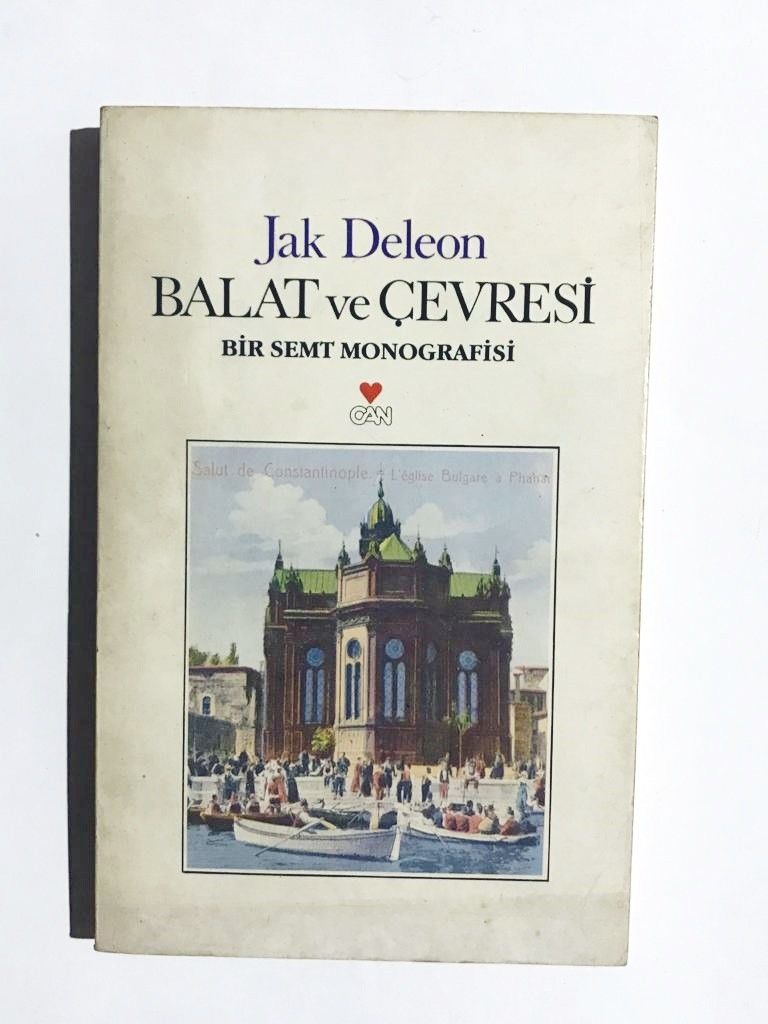 Jak Deleon
BALAT ve ÇEVRESİ
BİR SEMT MONOGRAFİSİ
CAN
Salut de Constantinople. - L'église Bulgare a Phanar